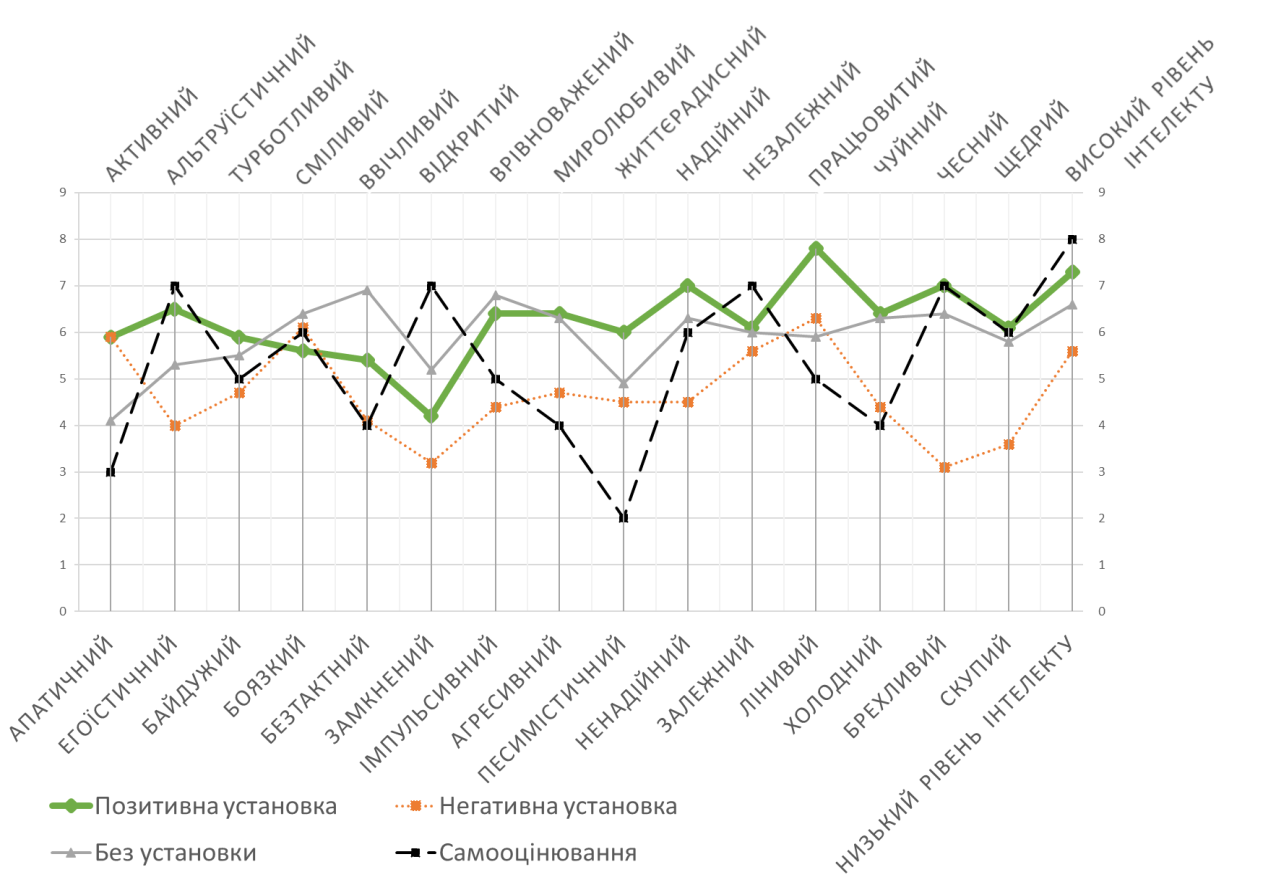 АКТИВНИЙ
АЛЬТРУЇСТИЧНИЙ
ТУРБОТЛИВИЙ
СМІЛИВИЙ
ВВІЧЛИВИЙ
ВІДКРИТИЙ
ВРІВНОВАЖЕНИЙ
МИРОЛЮБИВИЙ
ЖИТТЄРАДИСНИЙ
НАДІЙНИЙ
НЕЗАЛЕЖНИЙ
ПРАЦЬОВИТИЙ
ЧУЙНИЙ
ЧЕСНИЙ
ЩЕДРИЙ
ВИСОКИЙ РІВЕНЬ
ІНТЕЛЕКТУ
9 9
8 8
7 7
6 6
5 5
4 4
3 3
2 2
1 1
0 0
АПАТИЧНИЙ
ЕГОЇСТИЧНИЙ
БАЙДУЖИЙ
БОЯЗКИЙ
БЕЗТАКТНИЙ
ЗАМКНЕНИЙ
ІМПУЛЬСИВНИЙ
АГРЕСИВНИЙ
ПЕСИМІСТИЧНИЙ
НЕНАДІЙНИЙ
ЗАЛЕЖНИЙ
ЛІНИВИЙ
ХОЛОДНИЙ
БРЕХЛИВИЙ
СКУПИЙ
НИЗЬКИЙ РІВЕНЬ ІНТЕЛЕКТУ
Позитивна установка
Негативна установка
Без установки
Самооцінювання